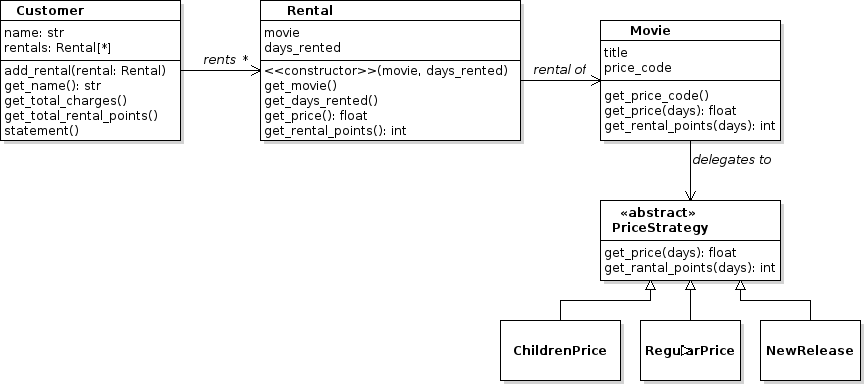 Customer
name: str
rentals: Rental[*]
add_rental(rental: Rental)
get_name(): str
get_total_charges()
get_total_rental_points()
statement()
rents *
Rental
movie
days_rented
<<constructor>>(movie, days_rented)
get_movie()
get_days_rented()
get_price(): float
get_rental_points(): int
rental of
Movie
title
price_code
get_price_code()
get_price(days): float
get_rental_points(days): int
delegates to
«abstract»
PriceStrategy
get_price(days): float
get_rantal_points(days): int
ChildrenPrice
RegularPrice
NewRelease